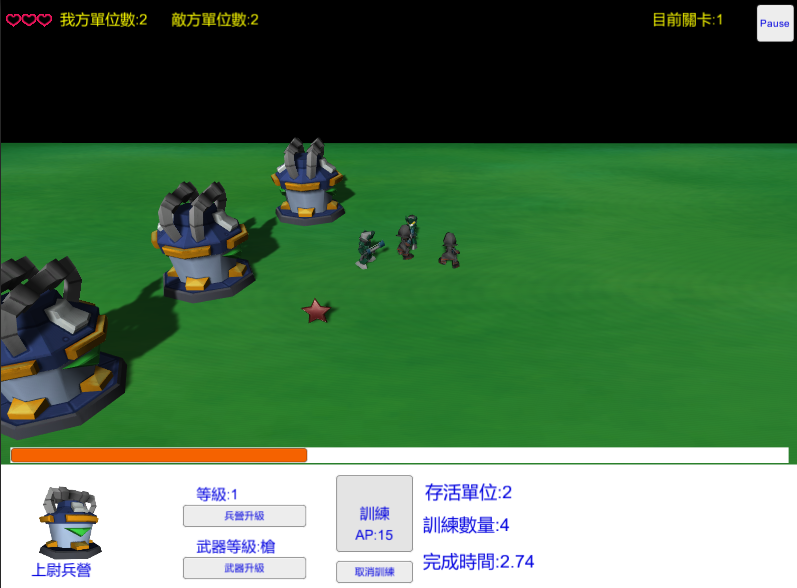 我方單位數:2 敵方單位數:2 目前關卡:1 Pause
等級:1
兵營升級
武器等級:槍
武器升級
上尉兵營
訓練
AP:15
取消訓練
存活單位:2
訓練數量:4
完成時間:2.74